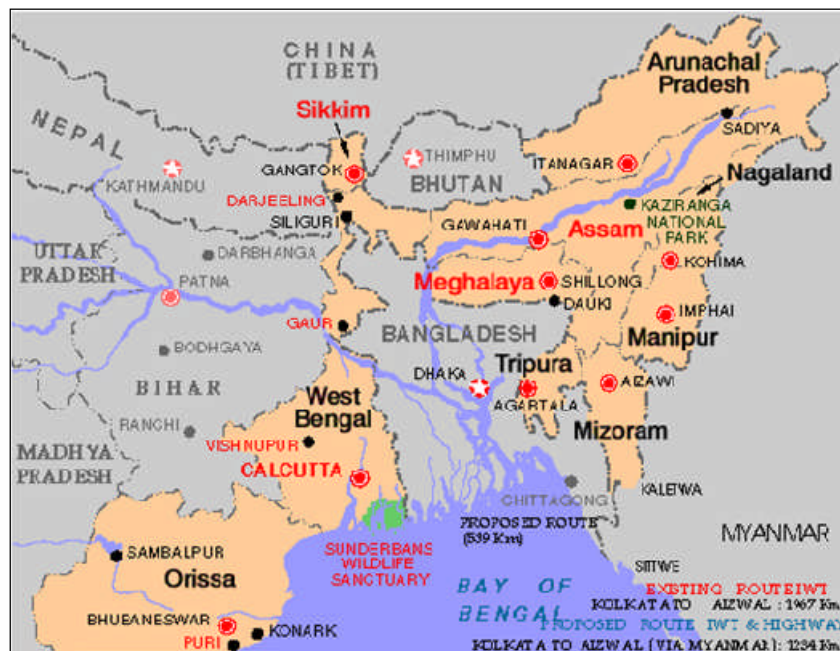 CHINA
(TIBET)
Arunachal
Pradesh
Sikkim
SADIYA
NEPAL
THIMPHU
ITANAGAR
GANGTOK
KATHMANDU
BHUTAN
Nagaland
DARJEELING
KAZIRANGA
NATIONAL
PARK
SILIGURI
GAWAHATI
Assam
UTTAR
PRADESH
DARBHANGA
KOHIMA
PATNA
Meghalaya
SHILLONG
DAUKI
IMPHAI
GAUR
BANGLADESH
Manipur
BODHGAYA
Tripura
DHAKA
BIHAR
AIZAWI
West
Bengal
AGARTALA
RANCHI
Mizoram
VISHNUPUR
MADHYA
PRADESH
CALCUTTA
KALEIWA
CHITTAGONG
PROPOSED ROUTE
(539 Km)
MYANMAR
SAMBALPUR
SUNDERBANS
WILDLIFE
SANCTUARY
SITTWE
Orissa
BAY OF
BENGAL
EXISTING ROUTE IWT
KOLKATA TO AIZWAL : 1967 Km
PROPOSED ROUTE IWT & HIGHWAY
BHUBANESWAR
KONARK
PURI
KOLKATA TO AIZWAL (VIA MYANMAR): 1234 Km